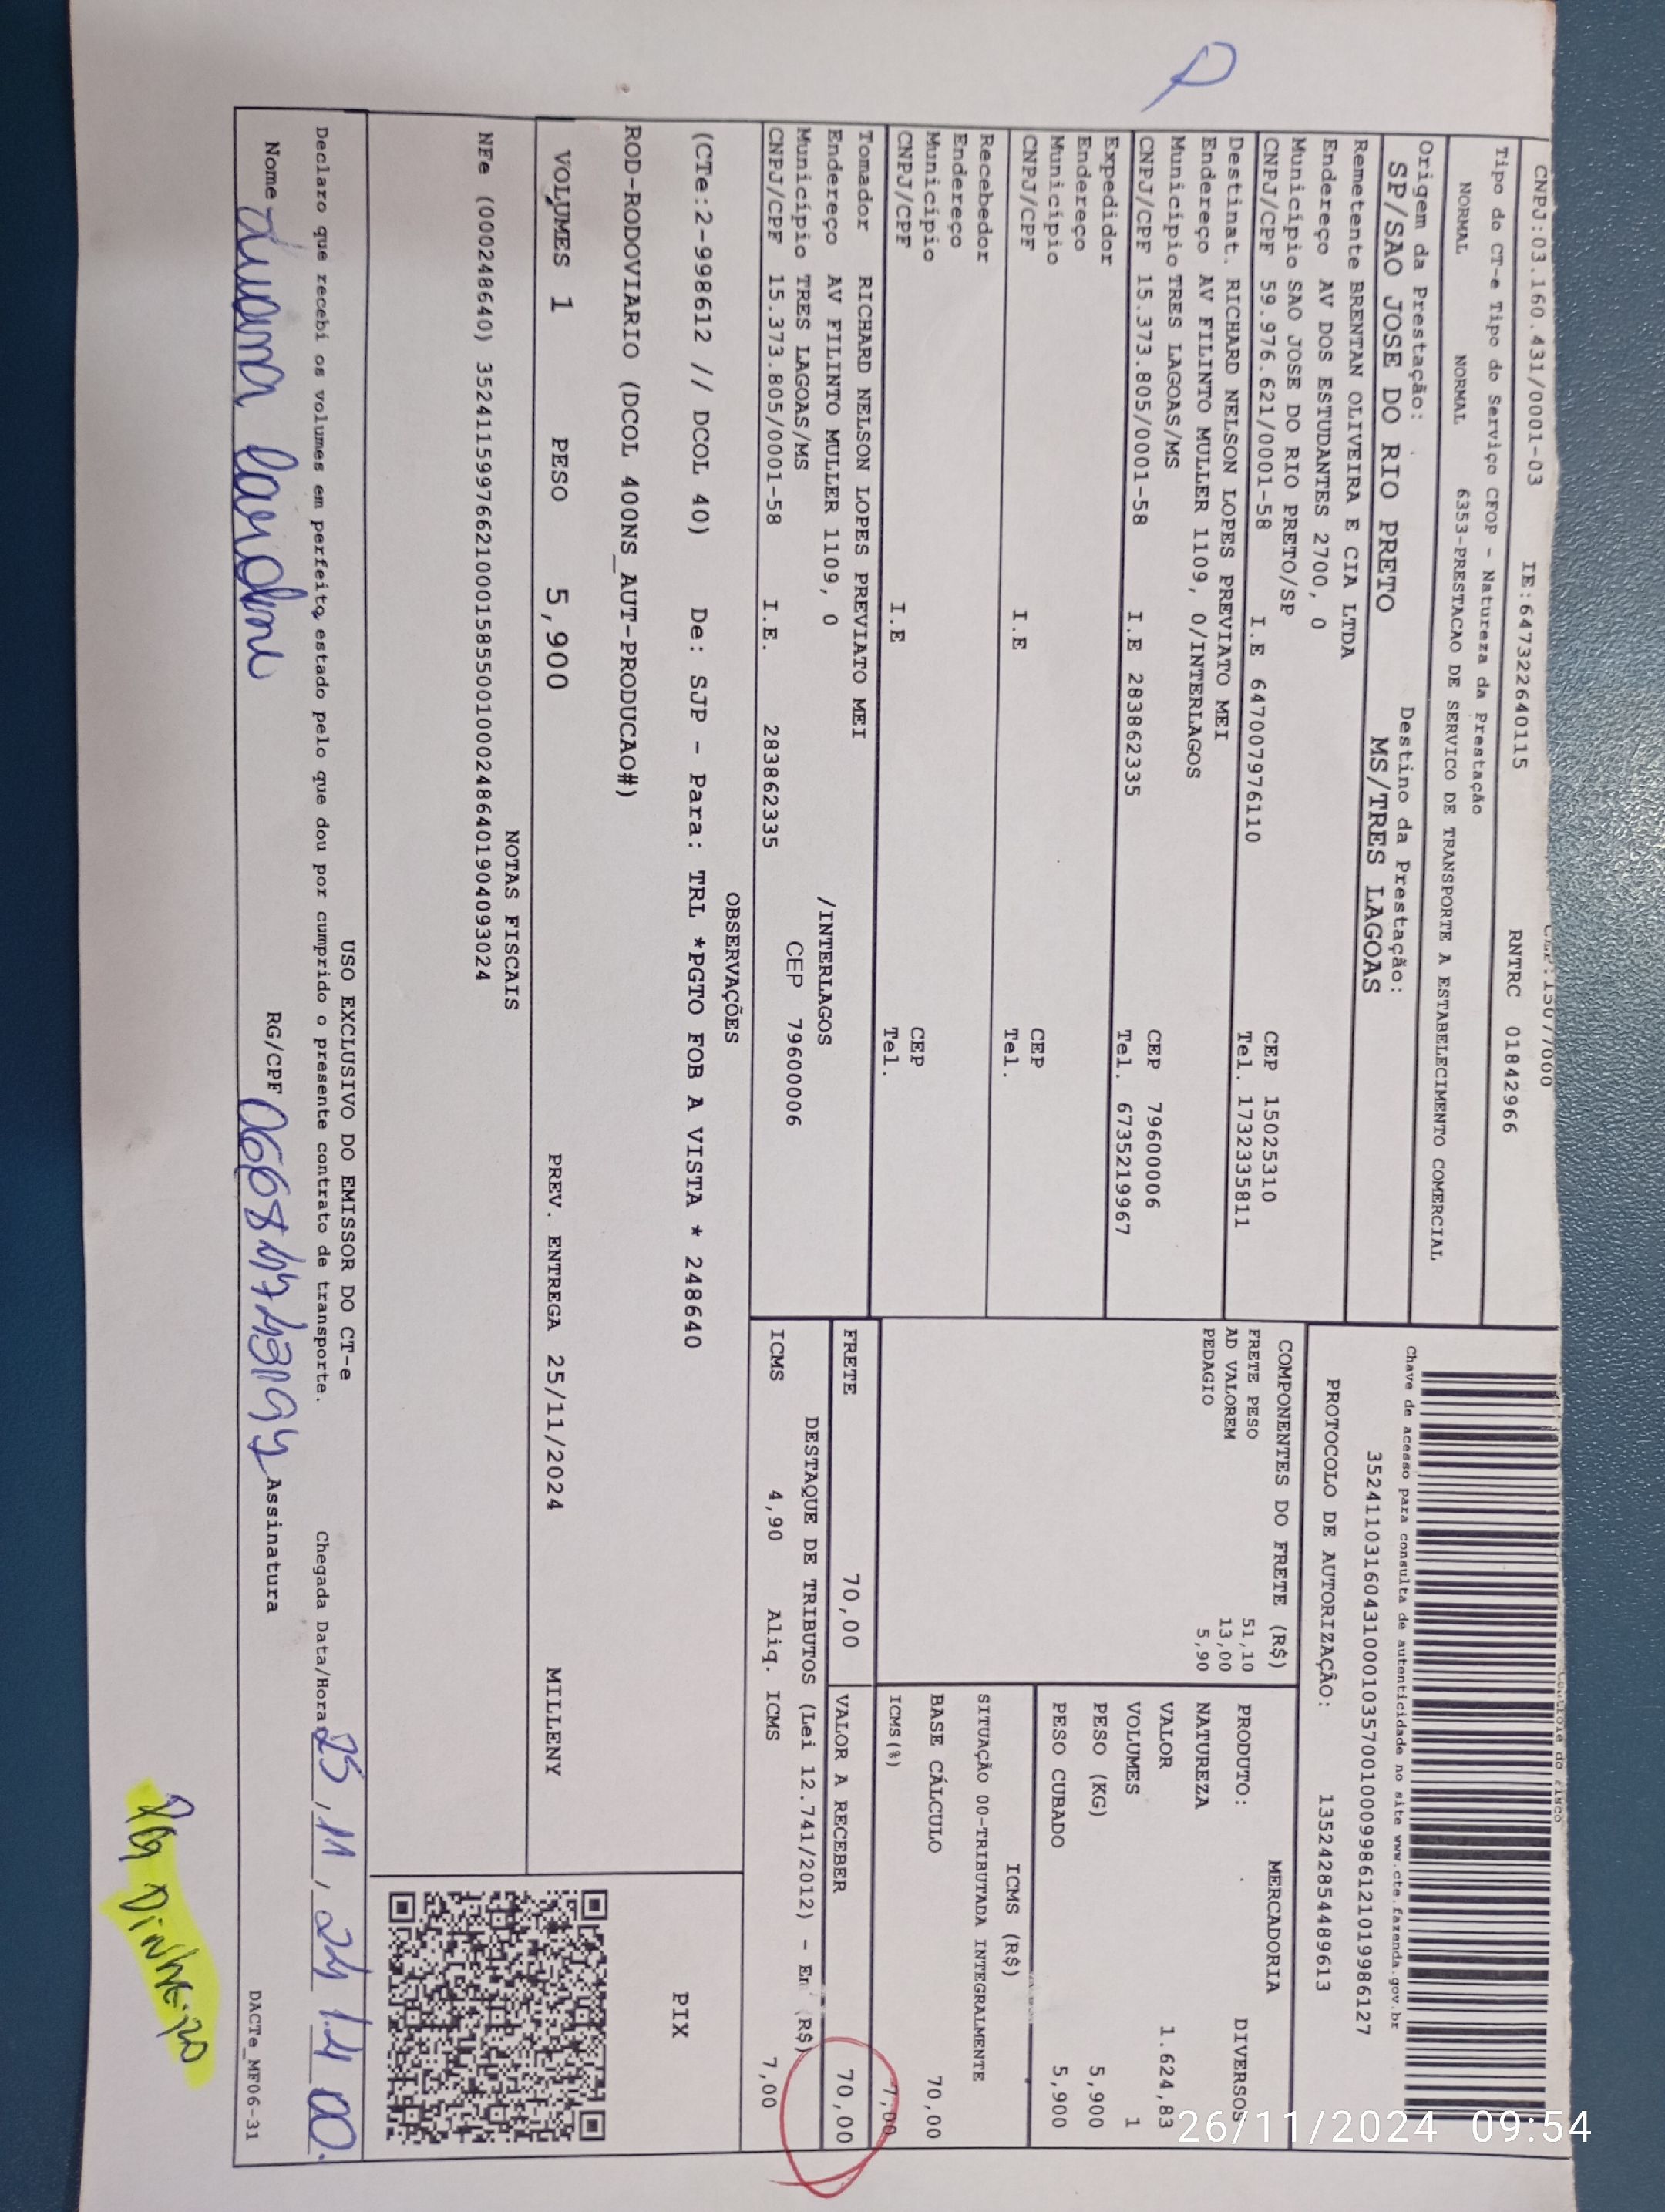 CNPJ:03.160.431/0001-03 IE:647322640115 RNTRC 01842966
Tipo do CT-e Tipo do Serviço CFOP - Natureza da Prestação
NORMAL NORMAL 6353-PRESTACAO DE SERVICO DE TRANSPORTE A ESTABELECIMENTO COMERCIAL
Origem da Prestação: Destino da Prestação:
SP/SAO JOSE DO RIO PRETO MS/TRES LAGOAS
Remetente BRENTAN OLIVEIRA E CIA LTDA
Endereço AV DOS ESTUDANTES 2700, 0
Município SAO JOSE DO RIO PRETO/SP CEP 15025310
CNPJ/CPF 59.976.621/0001-58 I.E 647007976110 Tel. 1732335811
Destinat. RICHARD NELSON LOPES PREVIATO MEI
Endereço AV FILINTO MULLER 1109, 0/INTERLAGOS
Município TRES LAGOAS/MS CEP 79600006
CNPJ/CPF 15.373.805/0001-58 I.E 283862335 Tel. 6735219967
Expedidor
Endereço
Município CEP
CNPJ/CPF I.E Tel.
Recebedor
Endereço
Município CEP
CNPJ/CPF I.E Tel.
Tomador RICHARD NELSON LOPES PREVIATO MEI
Endereço AV FILINTO MULLER 1109, 0 /INTERLAGOS
Município TRES LAGOAS/MS CEP 79600006
CNPJ/CPF 15.373.805/0001-58 I.E. 283862335
Chave de acesso para consulta de autenticidade no site www.cte.fazenda.gov.br
35241103160431000103570010009986121019986127
PROTOCOLO DE AUTORIZAÇÃO: 135242854489613
COMPONENTES DO FRETE (R$)
FRETE PESO 51,10
AD VALOREM 13,00
PEDAGIO 5,90
MERCADORIA
PRODUTO: DIVERSOS
NATUREZA
VALOR 1.624,83
VOLUMES 1
PESO (KG) 5,900
PESO CUBADO 5,900
ICMS (R$)
SITUAÇÃO 00-TRIBUTADA INTEGRALMENTE
BASE CÁLCULO 70,00
ICMS(%) 7,00
FRETE 70,00 VALOR A RECEBER 70,00
DESTAQUE DE TRIBUTOS (Lei 12.741/2012) - Em (R$)
ICMS 4,90 Aliq. ICMS 7,00
OBSERVAÇÕES
(CTe:2-998612 // DCOL 40) De: SJP - Para: TRL *PGTO FOB A VISTA * 248640
ROD-RODOVIARIO (DCOL 400NS_AUT-PRODUCAO#)
PIX
VOLUMES 1 PESO 5,900 PREV. ENTREGA 25/11/2024 MILLENY
NOTAS FISCAIS
NFe (000248640) 35241159976621000158550010002486401904093024
USO EXCLUSIVO DO EMISSOR DO CT-e
Declaro que recebi os volumes em perfeito estado pelo que dou por cumprido o presente contrato de transporte. Chegada Data/Hora 25,11,24 14 00
Nome Luana RG/CPF Assinatura
DACTe_MF06-31
PG DiNheiro
26/11/2024 09:54